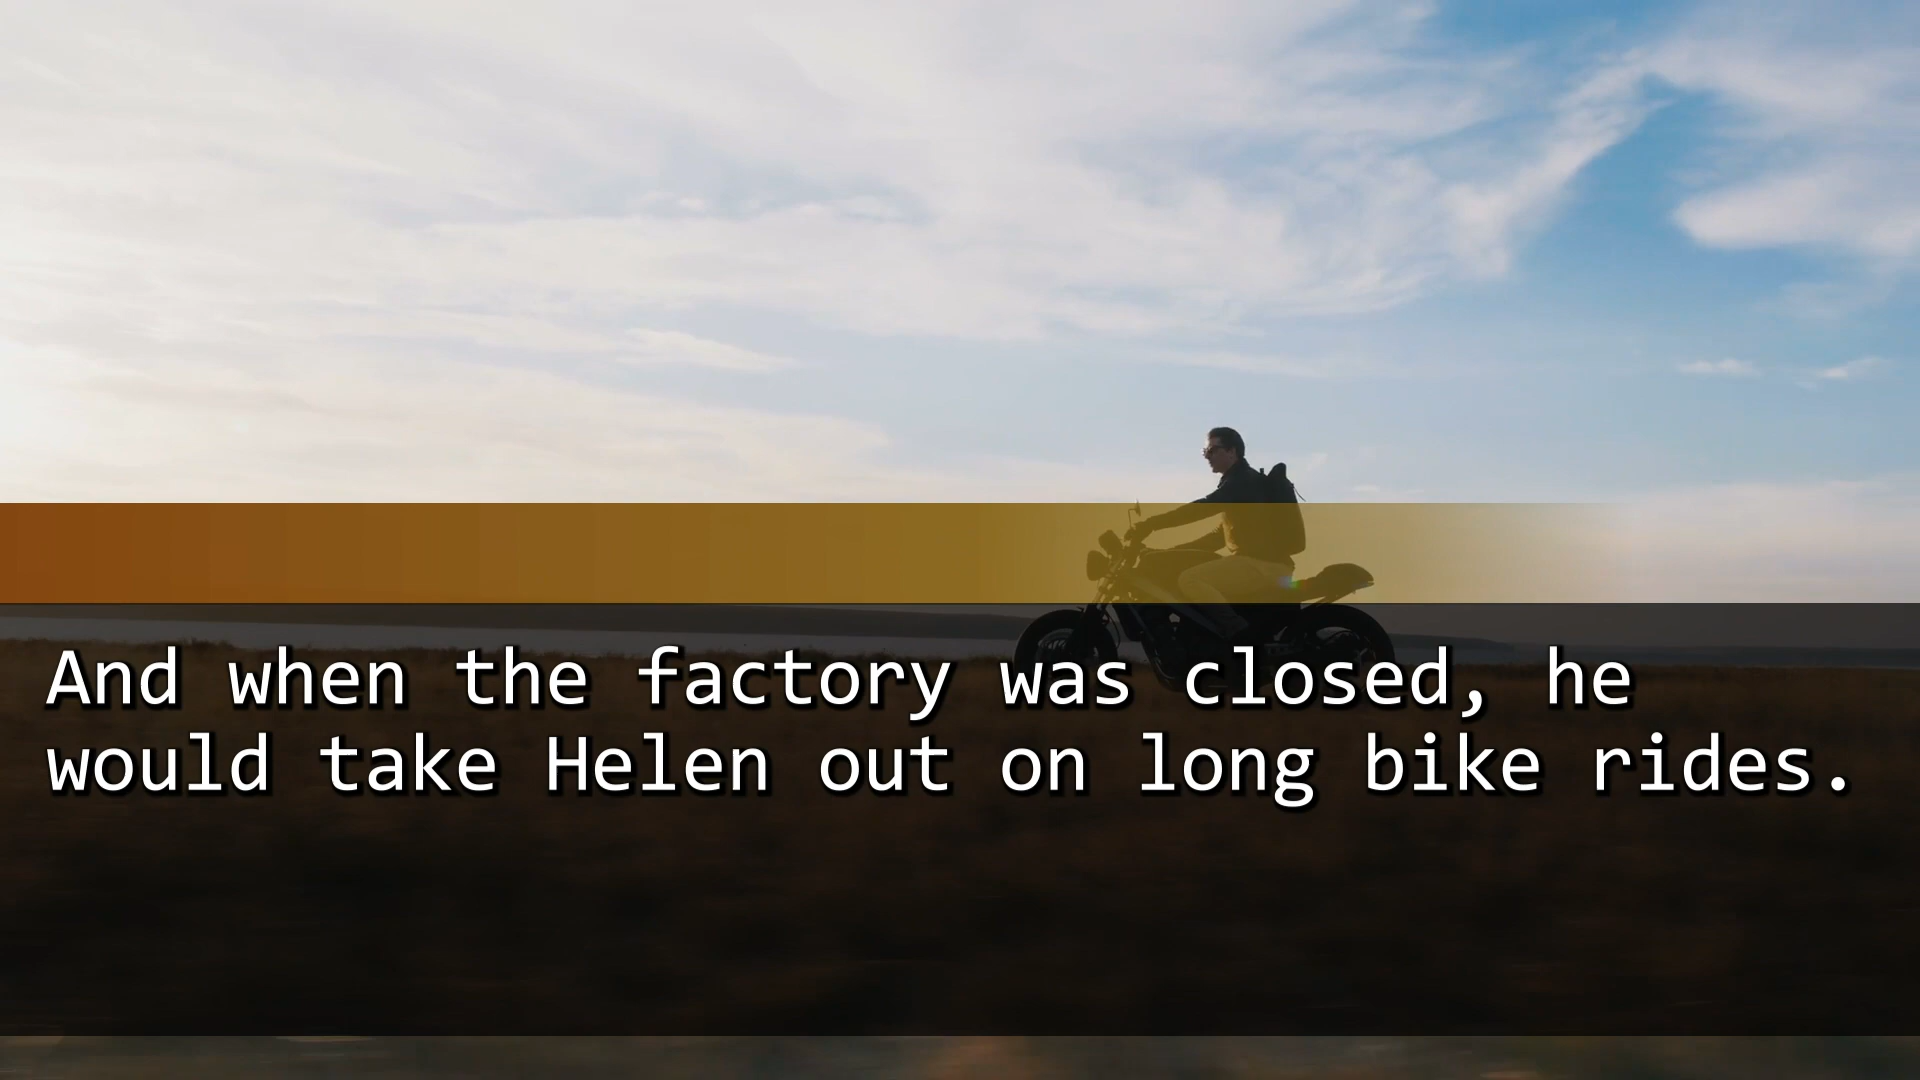 And when the factory was closed, he
would take Helen out on long bike rides.